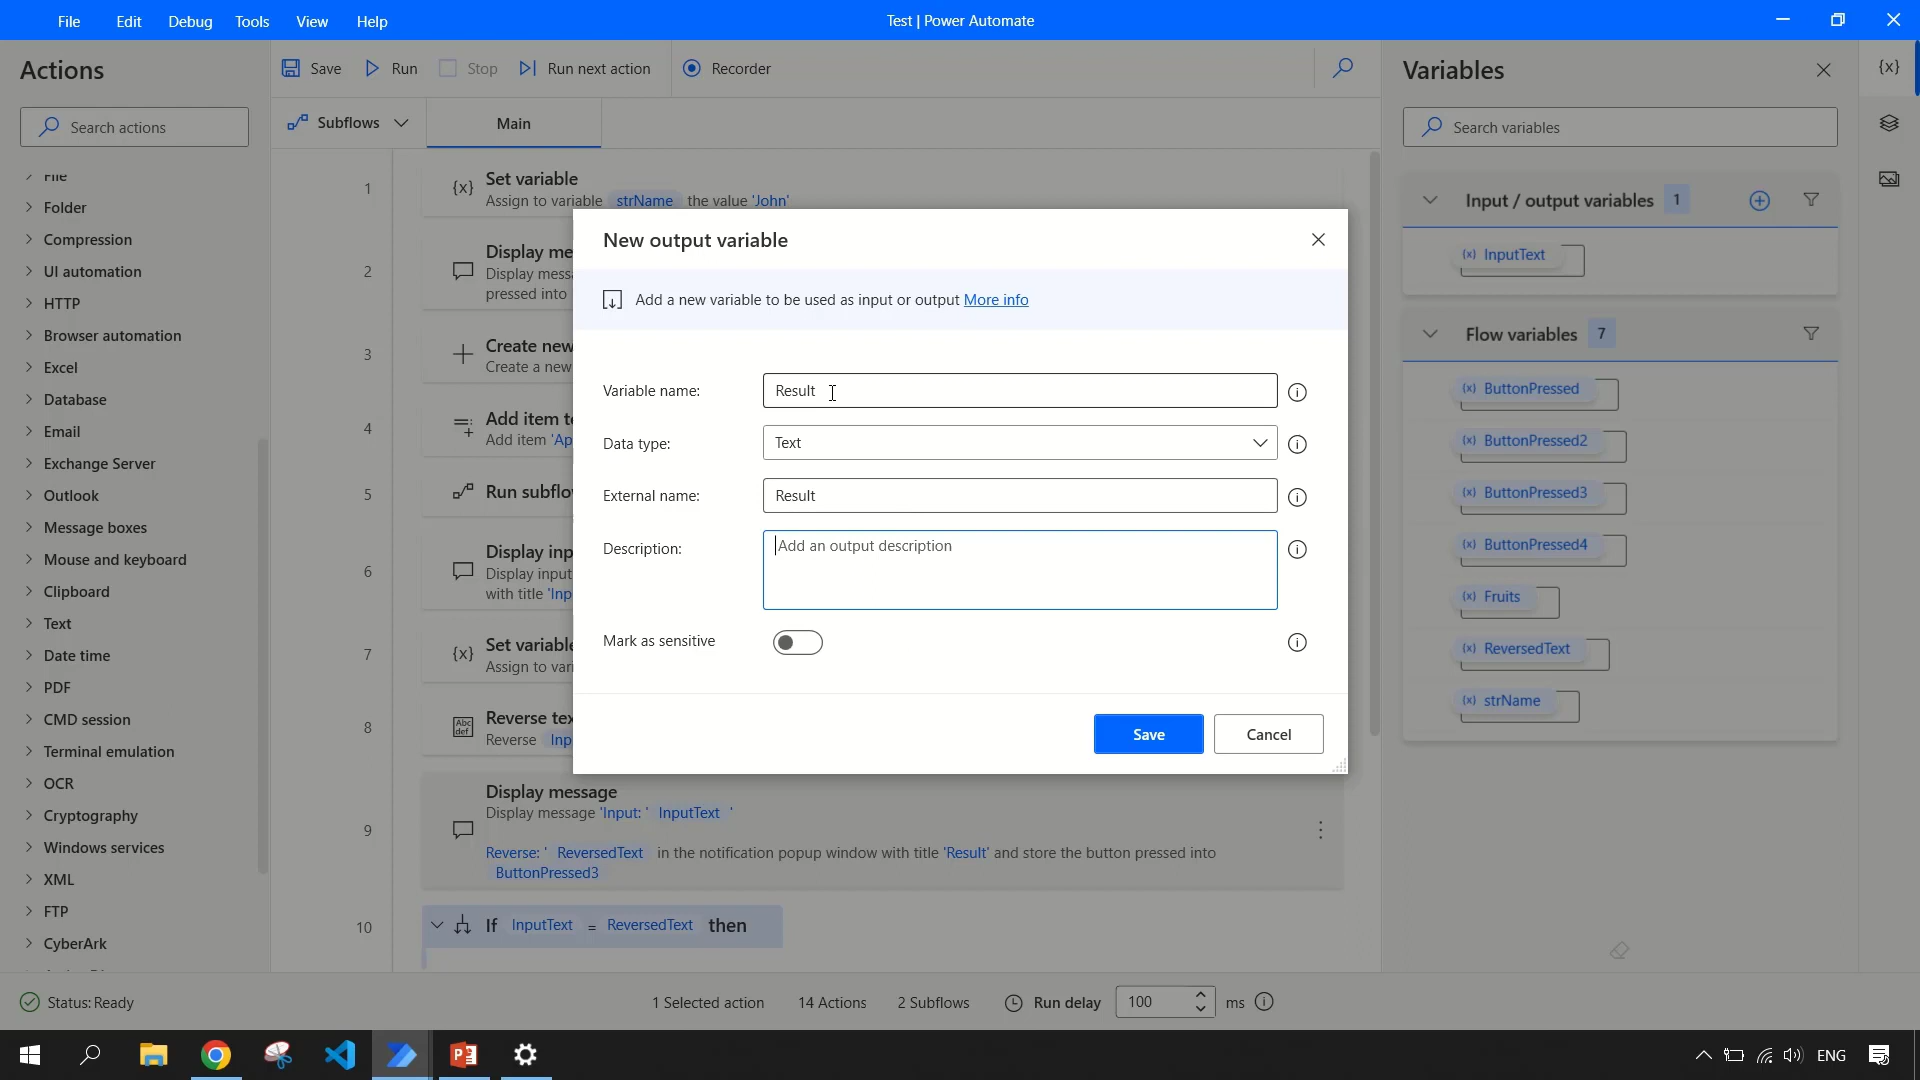 File Edit Debug Tools View Help
Test | Power Automate
Actions
Search actions
File
Folder
Compression
UI automation
HTTP
Browser automation
Excel
Database
Email
Exchange Server
Outlook
Message boxes
Mouse and keyboard
Clipboard
Text
Date time
PDF
CMD session
Terminal emulation
OCR
Cryptography
Windows services
XML
FTP
CyberArk
Save Run Stop Run next action Recorder
Subflows Main
1 {x} Set variable
Assign to variable strName the value 'John'
2 Display me
Display messa
pressed into
3 Create new
Create a new
4 Add item to
Add item 'Ap
5 Run subflow
6 Display inp
Display input
with title 'Inp
7 {x} Set variable
Assign to vari
8 Abc def Reverse tex
Reverse Inp
9 Display message
Display message 'Input: ' InputText '
Reverse: ' ReversedText in the notification popup window with title 'Result' and store the button pressed into
ButtonPressed3
10 If InputText = ReversedText then
New output variable
Add a new variable to be used as input or output More info
Variable name: Result
Data type: Text
External name: Result
Description: Add an output description
Mark as sensitive
Save Cancel
Variables
{x}
Search variables
Input / output variables 1
(x) InputText
Flow variables 7
(x) ButtonPressed
(x) ButtonPressed2
(x) ButtonPressed3
(x) ButtonPressed4
(x) Fruits
(x) ReversedText
(x) strName
Status: Ready 1 Selected action 14 Actions 2 Subflows Run delay 100 ms
ENG